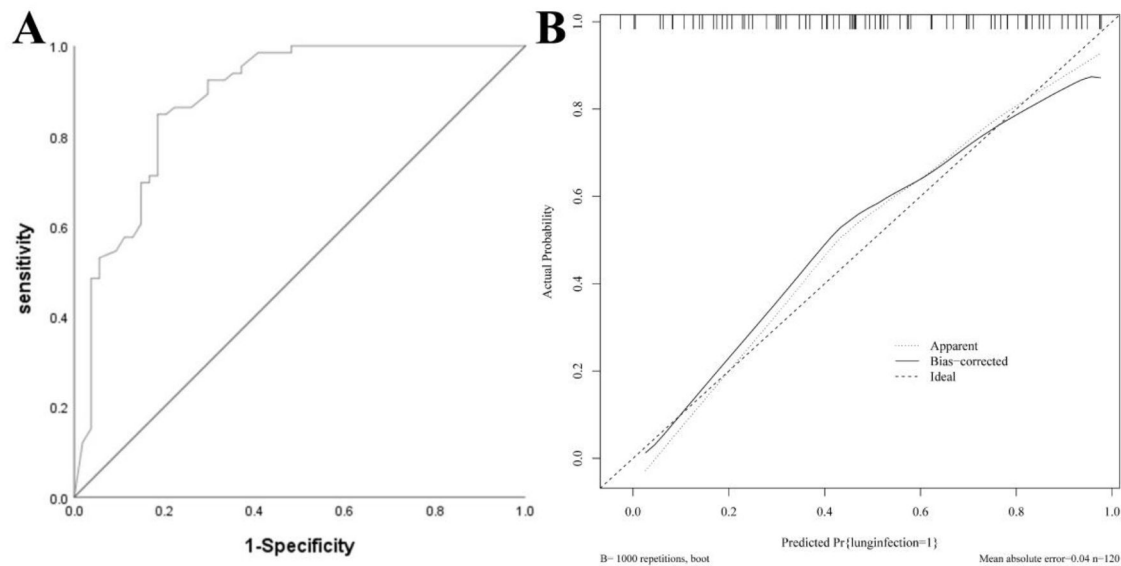 A
1.0
0.8
0.6
0.4
0.2
0.0
sensitivity
0.0 0.2 0.4 0.6 0.8 1.0
1-Specificity
B
1.0
0.8
0.6
0.4
0.2
0.0
Actual Probability
Apparent
Bias-corrected
Ideal
0.0 0.2 0.4 0.6 0.8 1.0
Predicted Pr{lunginfection=1}
B= 1000 repetitions, boot
Mean absolute error=0.04 n=120